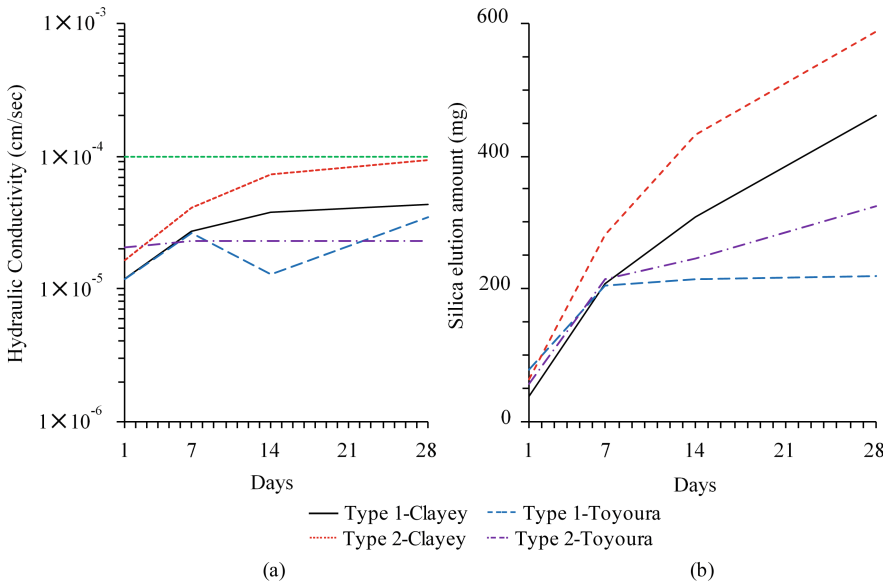 1×10⁻³
1×10⁻⁴
1×10⁻⁵
1×10⁻⁶
Hydraulic Conductivity (cm/sec)
1 7 14 21 28
Days
600
400
200
0
Silica elution amount (mg)
1 7 14 21 28
Days
Type 1-Clayey Type 1-Toyoura
Type 2-Clayey Type 2-Toyoura
(a) (b)